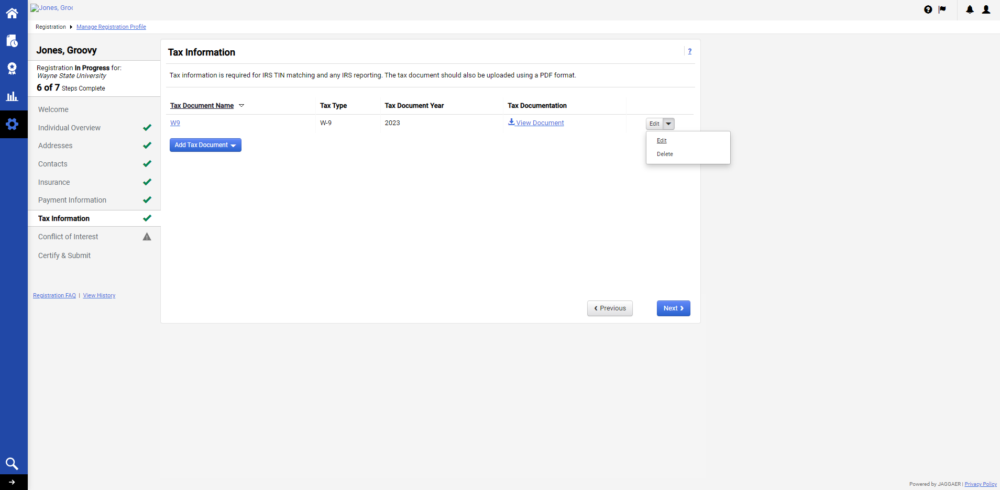 Jones, Groo
Registration Manage Registration Profile
Jones, Groovy
Registration In Progress for:
Wayne State University
6 of 7 Steps Complete
Welcome
Individual Overview
Addresses
Contacts
Insurance
Payment Information
Tax Information
Conflict of Interest
Certify & Submit
Registration FAQ | View History
Tax Information
?
Tax information is required for IRS TIN matching and any IRS reporting. The tax document should also be uploaded using a PDF format.
Tax Document Name Tax Type Tax Document Year Tax Documentation
W9 W-9 2023 View Document Edit
Edit
Delete
Add Tax Document
Previous Next
Powered by JAGGAER | Privacy Policy